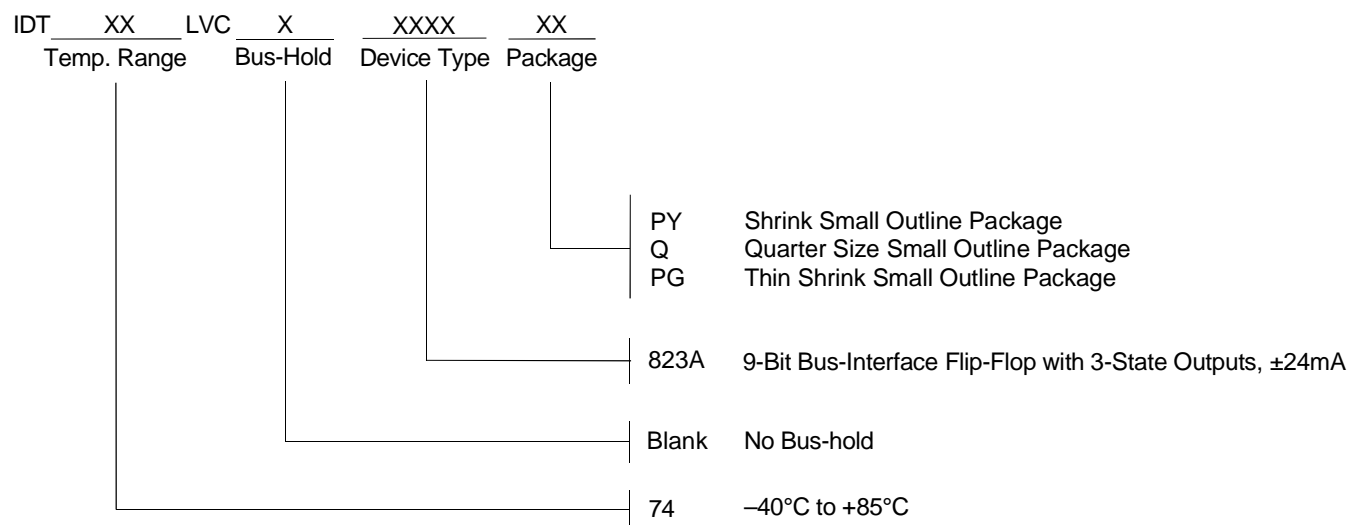 IDT XX LVC X XXXX XX
Temp. Range Bus-Hold Device Type Package
PY Shrink Small Outline Package
Q Quarter Size Small Outline Package
PG Thin Shrink Small Outline Package
823A 9-Bit Bus-Interface Flip-Flop with 3-State Outputs, ±24mA
Blank No Bus-hold
74 –40°C to +85°C